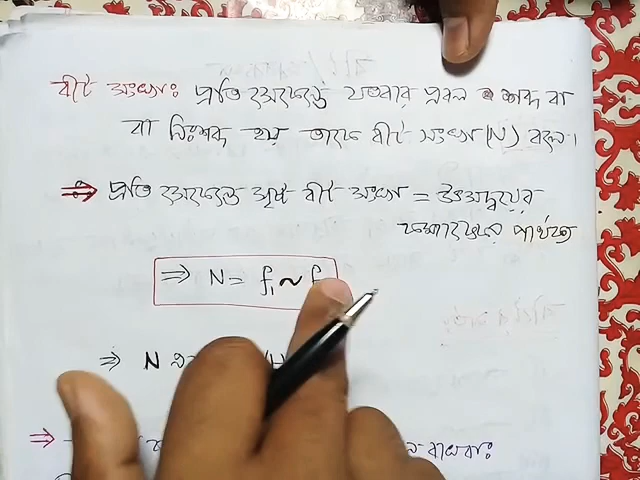 বীট সংখ্যাঃ প্রতি সেকেন্ডে যতবার প্রবল শব্দ বা
বা নিঃশব্দ হয় তাকে বীট সংখ্যা (N) বলে।
⇒ প্রতি সেকেন্ডে সৃষ্ট বীট সংখ্যা = উৎসদ্বয়ের
কম্পাঙ্কের পার্থক্য
⇒ N = f₁ ~ f
⇒ N
⇒